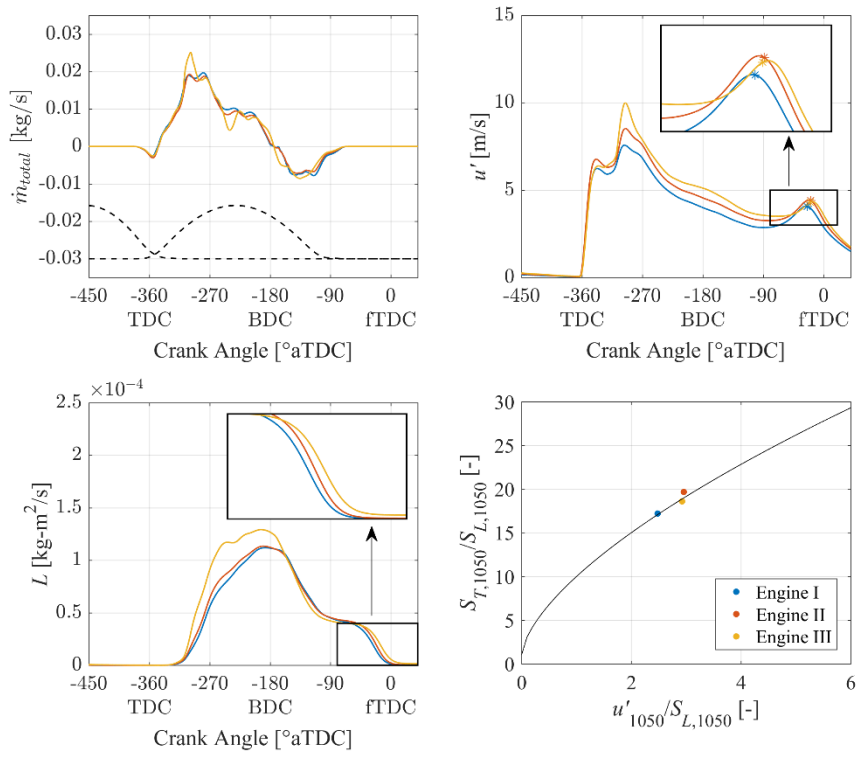 0.03
0.02
0.01
0
-0.01
-0.02
-0.03
ṁ_total [kg/s]
-450 -360 -270 -180 -90 0
TDC BDC fTDC
Crank Angle [°aTDC]
15
10
5
0
u' [m/s]
-450 -360 -270 -180 -90 0
TDC BDC fTDC
Crank Angle [°aTDC]
×10⁻⁴
2.5
2
1.5
1
0.5
0
L [kg-m²/s]
-450 -360 -270 -180 -90 0
TDC BDC fTDC
Crank Angle [°aTDC]
30
25
20
15
10
5
0
S_T,1050/S_L,1050 [-]
Engine I
Engine II
Engine III
0 2 4 6
u'_1050/S_L,1050 [-]